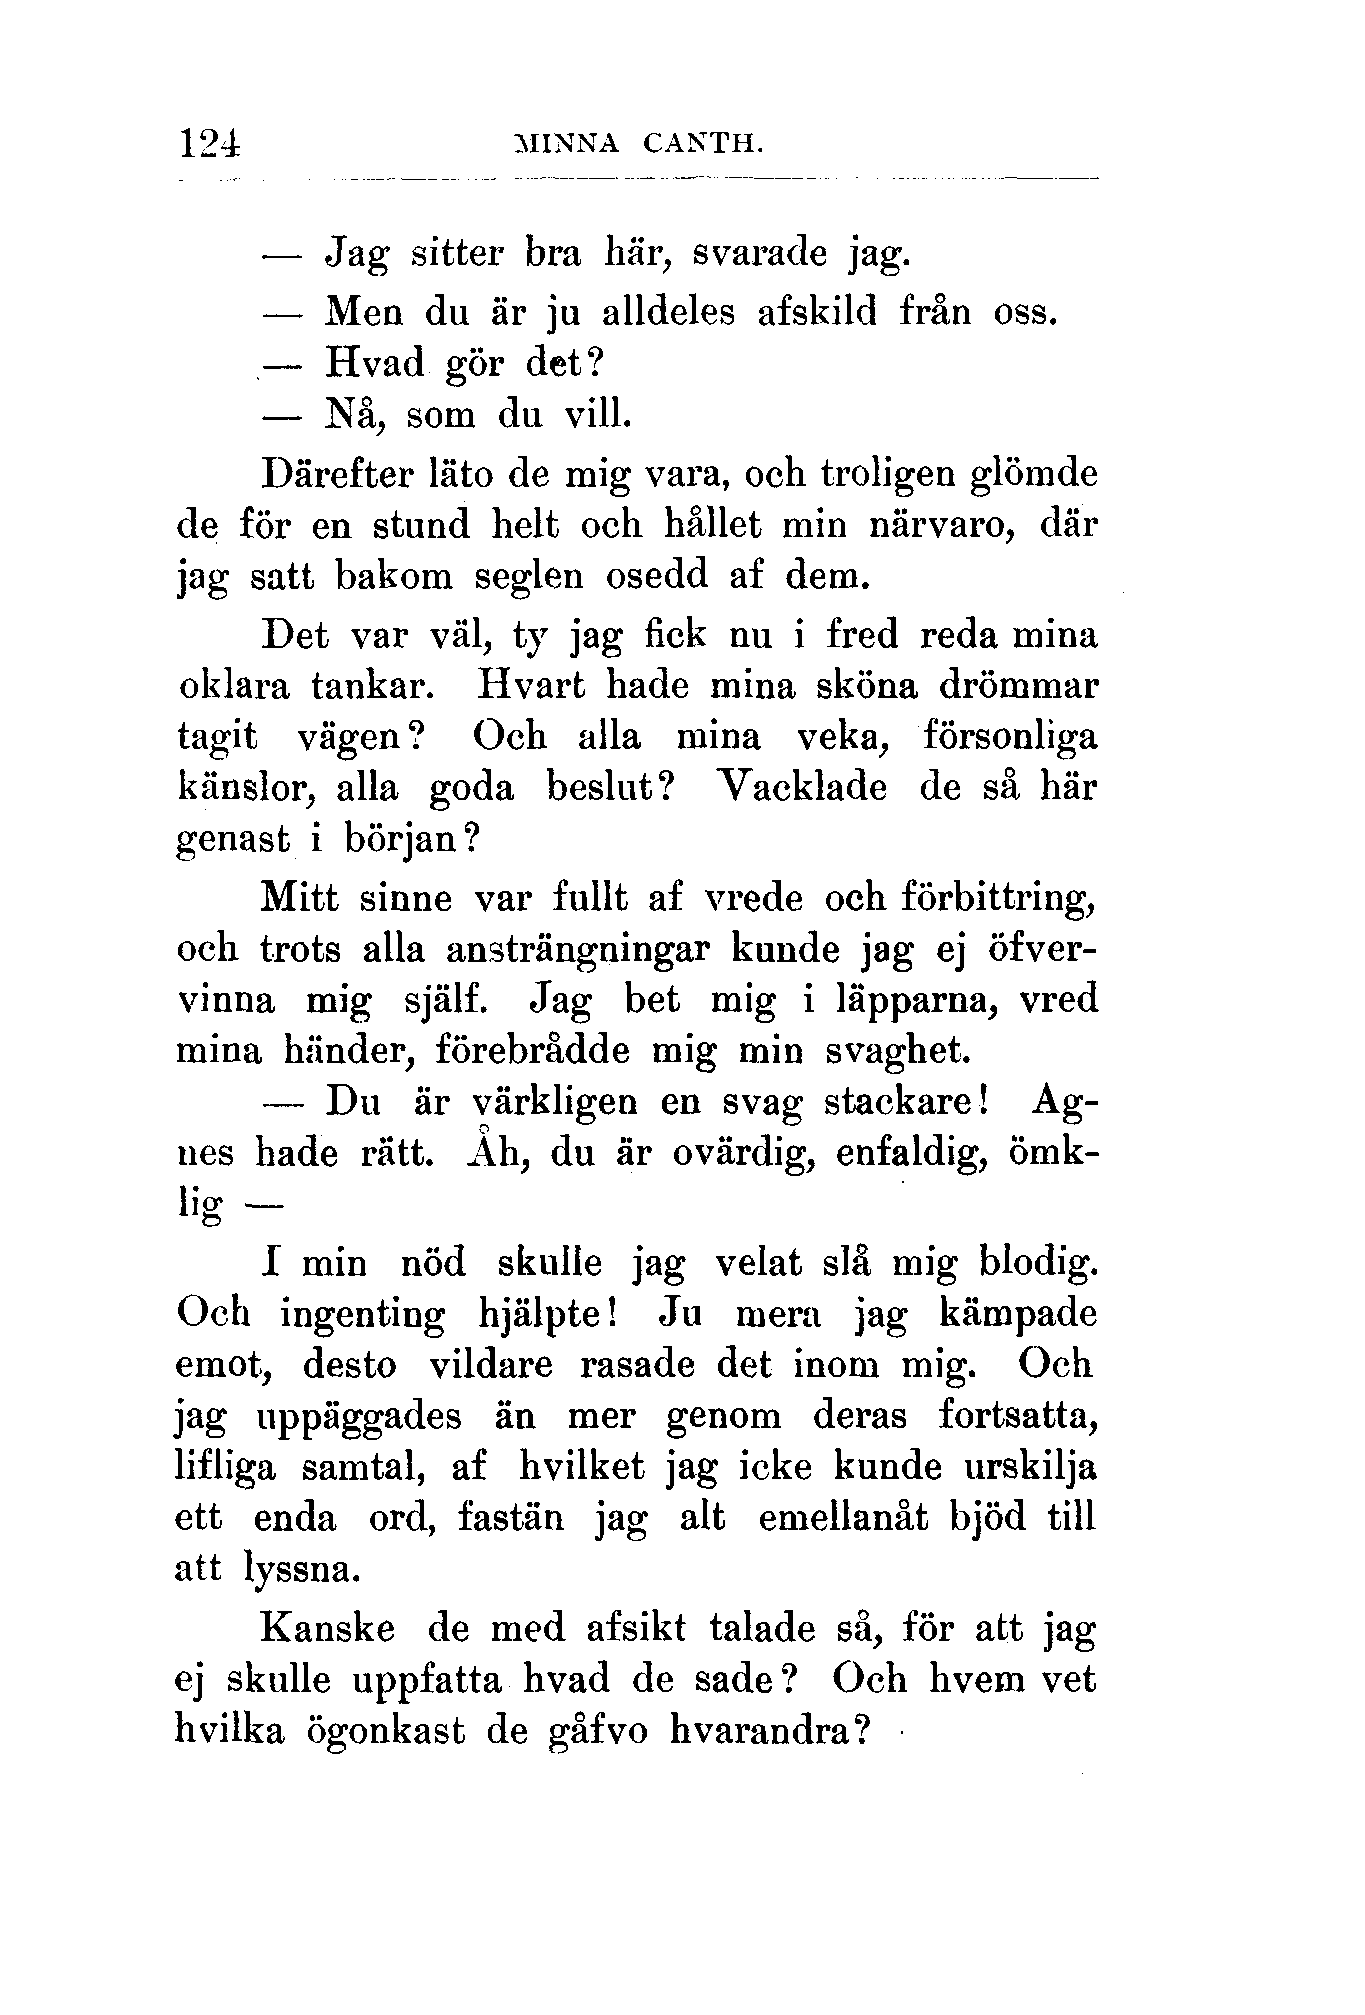 124 MINNA CANTH.
— Jag sitter bra här, svarade jag.
— Men du är ju alldeles afskild från oss.
— Hvad gör det?
— Nå, som du vill.
Därefter läto de mig vara, och troligen glömde
de för en stund helt och hållet min närvaro, där
jag satt bakom seglen osedd af dem.
Det var väl, ty jag fick nu i fred reda mina
oklara tankar. Hvart hade mina sköna drömmar
tagit vägen? Och alla mina veka, försonliga
känslor, alla goda beslut? Vacklade de så här
genast i början?
Mitt sinne var fullt af vrede och förbittring,
och trots alla ansträngningar kunde jag ej öfver-
vinna mig själf. Jag bet mig i läpparna, vred
mina händer, förebrådde mig min svaghet.
— Du är värkligen en svag stackare! Ag-
nes hade rätt. Åh, du är ovärdig, enfaldig, ömk-
lig —
I min nöd skulle jag velat slå mig blodig.
Och ingenting hjälpte! Ju mera jag kämpade
emot, desto vildare rasade det inom mig. Och
jag uppäggades än mer genom deras fortsatta,
lifliga samtal, af hvilket jag icke kunde urskilja
ett enda ord, fastän jag alt emellanåt bjöd till
att lyssna.
Kanske de med afsikt talade så, för att jag
ej skulle uppfatta hvad de sade? Och hvem vet
hvilka ögonkast de gåfvo hvarandra?